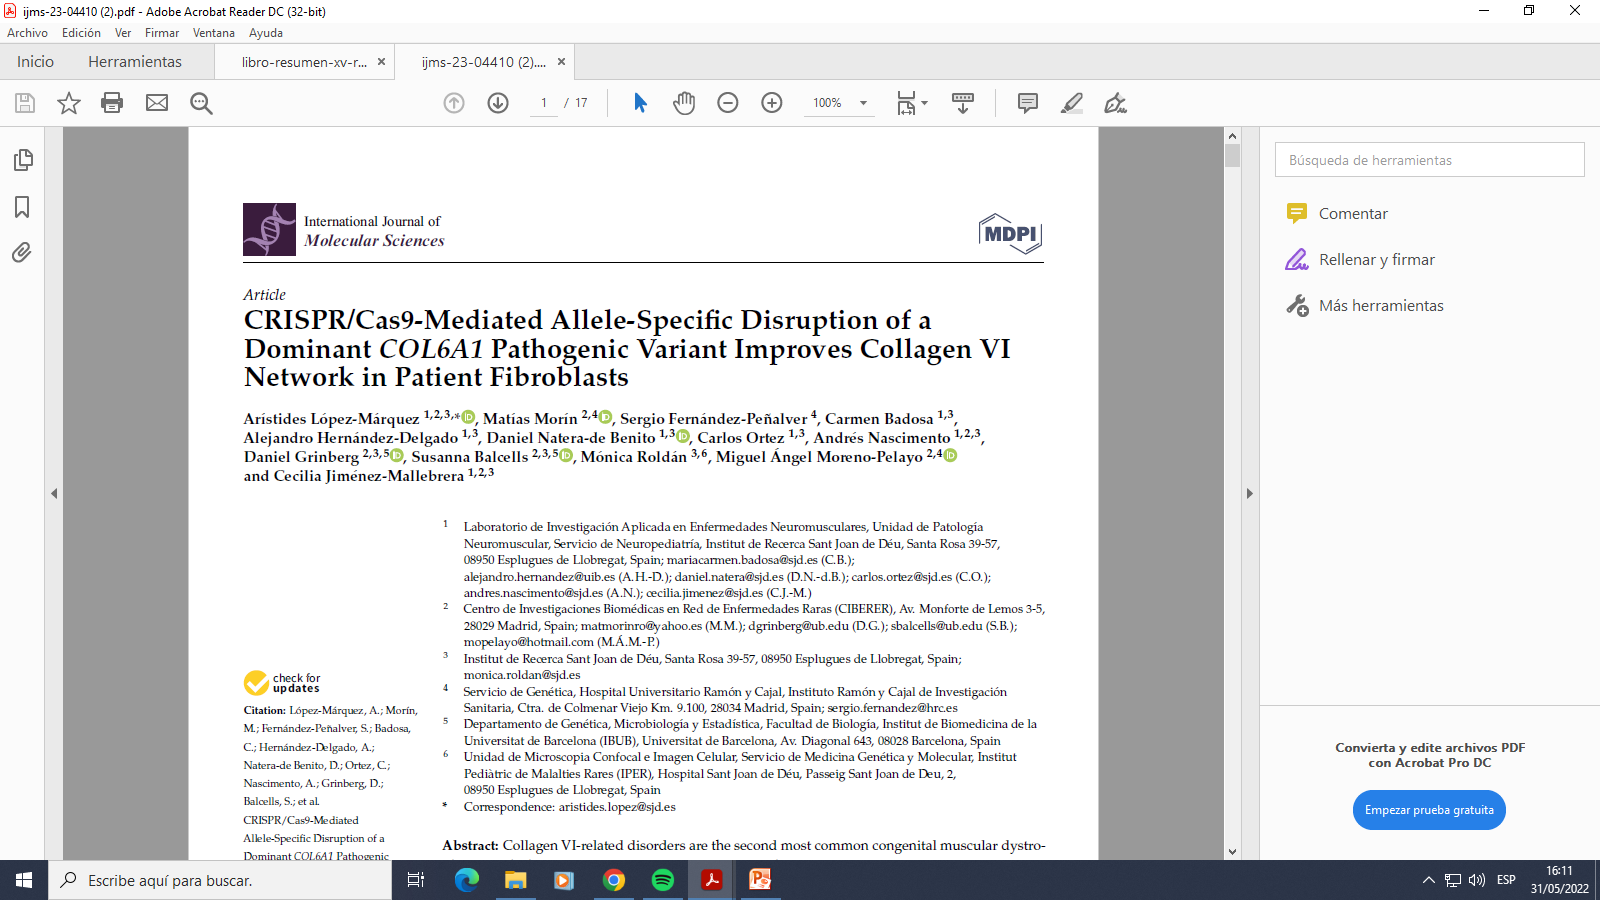 ijms-23-04410 (2).pdf - Adobe Acrobat Reader DC (32-bit)
Archivo Edición Ver Firmar Ventana Ayuda
Inicio Herramientas libro-resumen-xv-r... × ijms-23-04410 (2).... ×
1 / 17 100%
Búsqueda de herramientas
Comentar
Rellenar y firmar
Más herramientas
Convierta y edite archivos PDF
con Acrobat Pro DC
Empezar prueba gratuita
International Journal of
Molecular Sciences
MDPI
Article
CRISPR/Cas9-Mediated Allele-Specific Disruption of a
Dominant COL6A1 Pathogenic Variant Improves Collagen VI
Network in Patient Fibroblasts
Arístides López-Márquez 1,2,3,*iD, Matías Morín 2,4iD, Sergio Fernández-Peñalver 4, Carmen Badosa 1,3,
Alejandro Hernández-Delgado 1,3, Daniel Natera-de Benito 1,3iD, Carlos Ortez 1,3, Andrés Nascimento 1,2,3,
Daniel Grinberg 2,3,5iD, Susanna Balcells 2,3,5iD, Mónica Roldán 3,6, Miguel Ángel Moreno-Pelayo 2,4iD
and Cecilia Jiménez-Mallebrera 1,2,3
1 Laboratorio de Investigación Aplicada en Enfermedades Neuromusculares, Unidad de Patología
Neuromuscular, Servicio de Neuropediatría, Institut de Recerca Sant Joan de Déu, Santa Rosa 39-57,
08950 Esplugues de Llobregat, Spain; mariacarmen.badosa@sjd.es (C.B.);
alejandro.hernandez@uib.es (A.H.-D.); daniel.natera@sjd.es (D.N.-d.B.); carlos.ortez@sjd.es (C.O.);
andres.nascimento@sjd.es (A.N.); cecilia.jimenez@sjd.es (C.J.-M.)
2 Centro de Investigaciones Biomédicas en Red de Enfermedades Raras (CIBERER), Av. Monforte de Lemos 3-5,
28029 Madrid, Spain; matmorinro@yahoo.es (M.M.); dgrinberg@ub.edu (D.G.); sbalcells@ub.edu (S.B.);
mopelayo@hotmail.com (M.Á.M.-P.)
3 Institut de Recerca Sant Joan de Déu, Santa Rosa 39-57, 08950 Esplugues de Llobregat, Spain;
monica.roldan@sjd.es
4 Servicio de Genética, Hospital Universitario Ramón y Cajal, Instituto Ramón y Cajal de Investigación
Sanitaria, Ctra. de Colmenar Viejo Km. 9.100, 28034 Madrid, Spain; sergio.fernandez@hrc.es
5 Departamento de Genética, Microbiología y Estadística, Facultad de Biología, Institut de Biomedicina de la
Universitat de Barcelona (IBUB), Universitat de Barcelona, Av. Diagonal 643, 08028 Barcelona, Spain
6 Unidad de Microscopia Confocal e Imagen Celular, Servicio de Medicina Genética y Molecular, Institut
Pediàtric de Malalties Rares (IPER), Hospital Sant Joan de Déu, Passeig Sant Joan de Deu, 2,
08950 Esplugues de Llobregat, Spain
* Correspondence: aristides.lopez@sjd.es
check for
updates
Citation: López-Márquez, A.; Morín,
M.; Fernández-Peñalver, S.; Badosa,
C.; Hernández-Delgado, A.;
Natera-de Benito, D.; Ortez, C.;
Nascimento, A.; Grinberg, D.;
Balcells, S.; et al.
CRISPR/Cas9-Mediated
Allele-Specific Disruption of a
Dominant COL6A1 Pathogenic
Abstract: Collagen VI-related disorders are the second most common congenital muscular dystro-
Escribe aquí para buscar.
ESP
16:11
31/05/2022